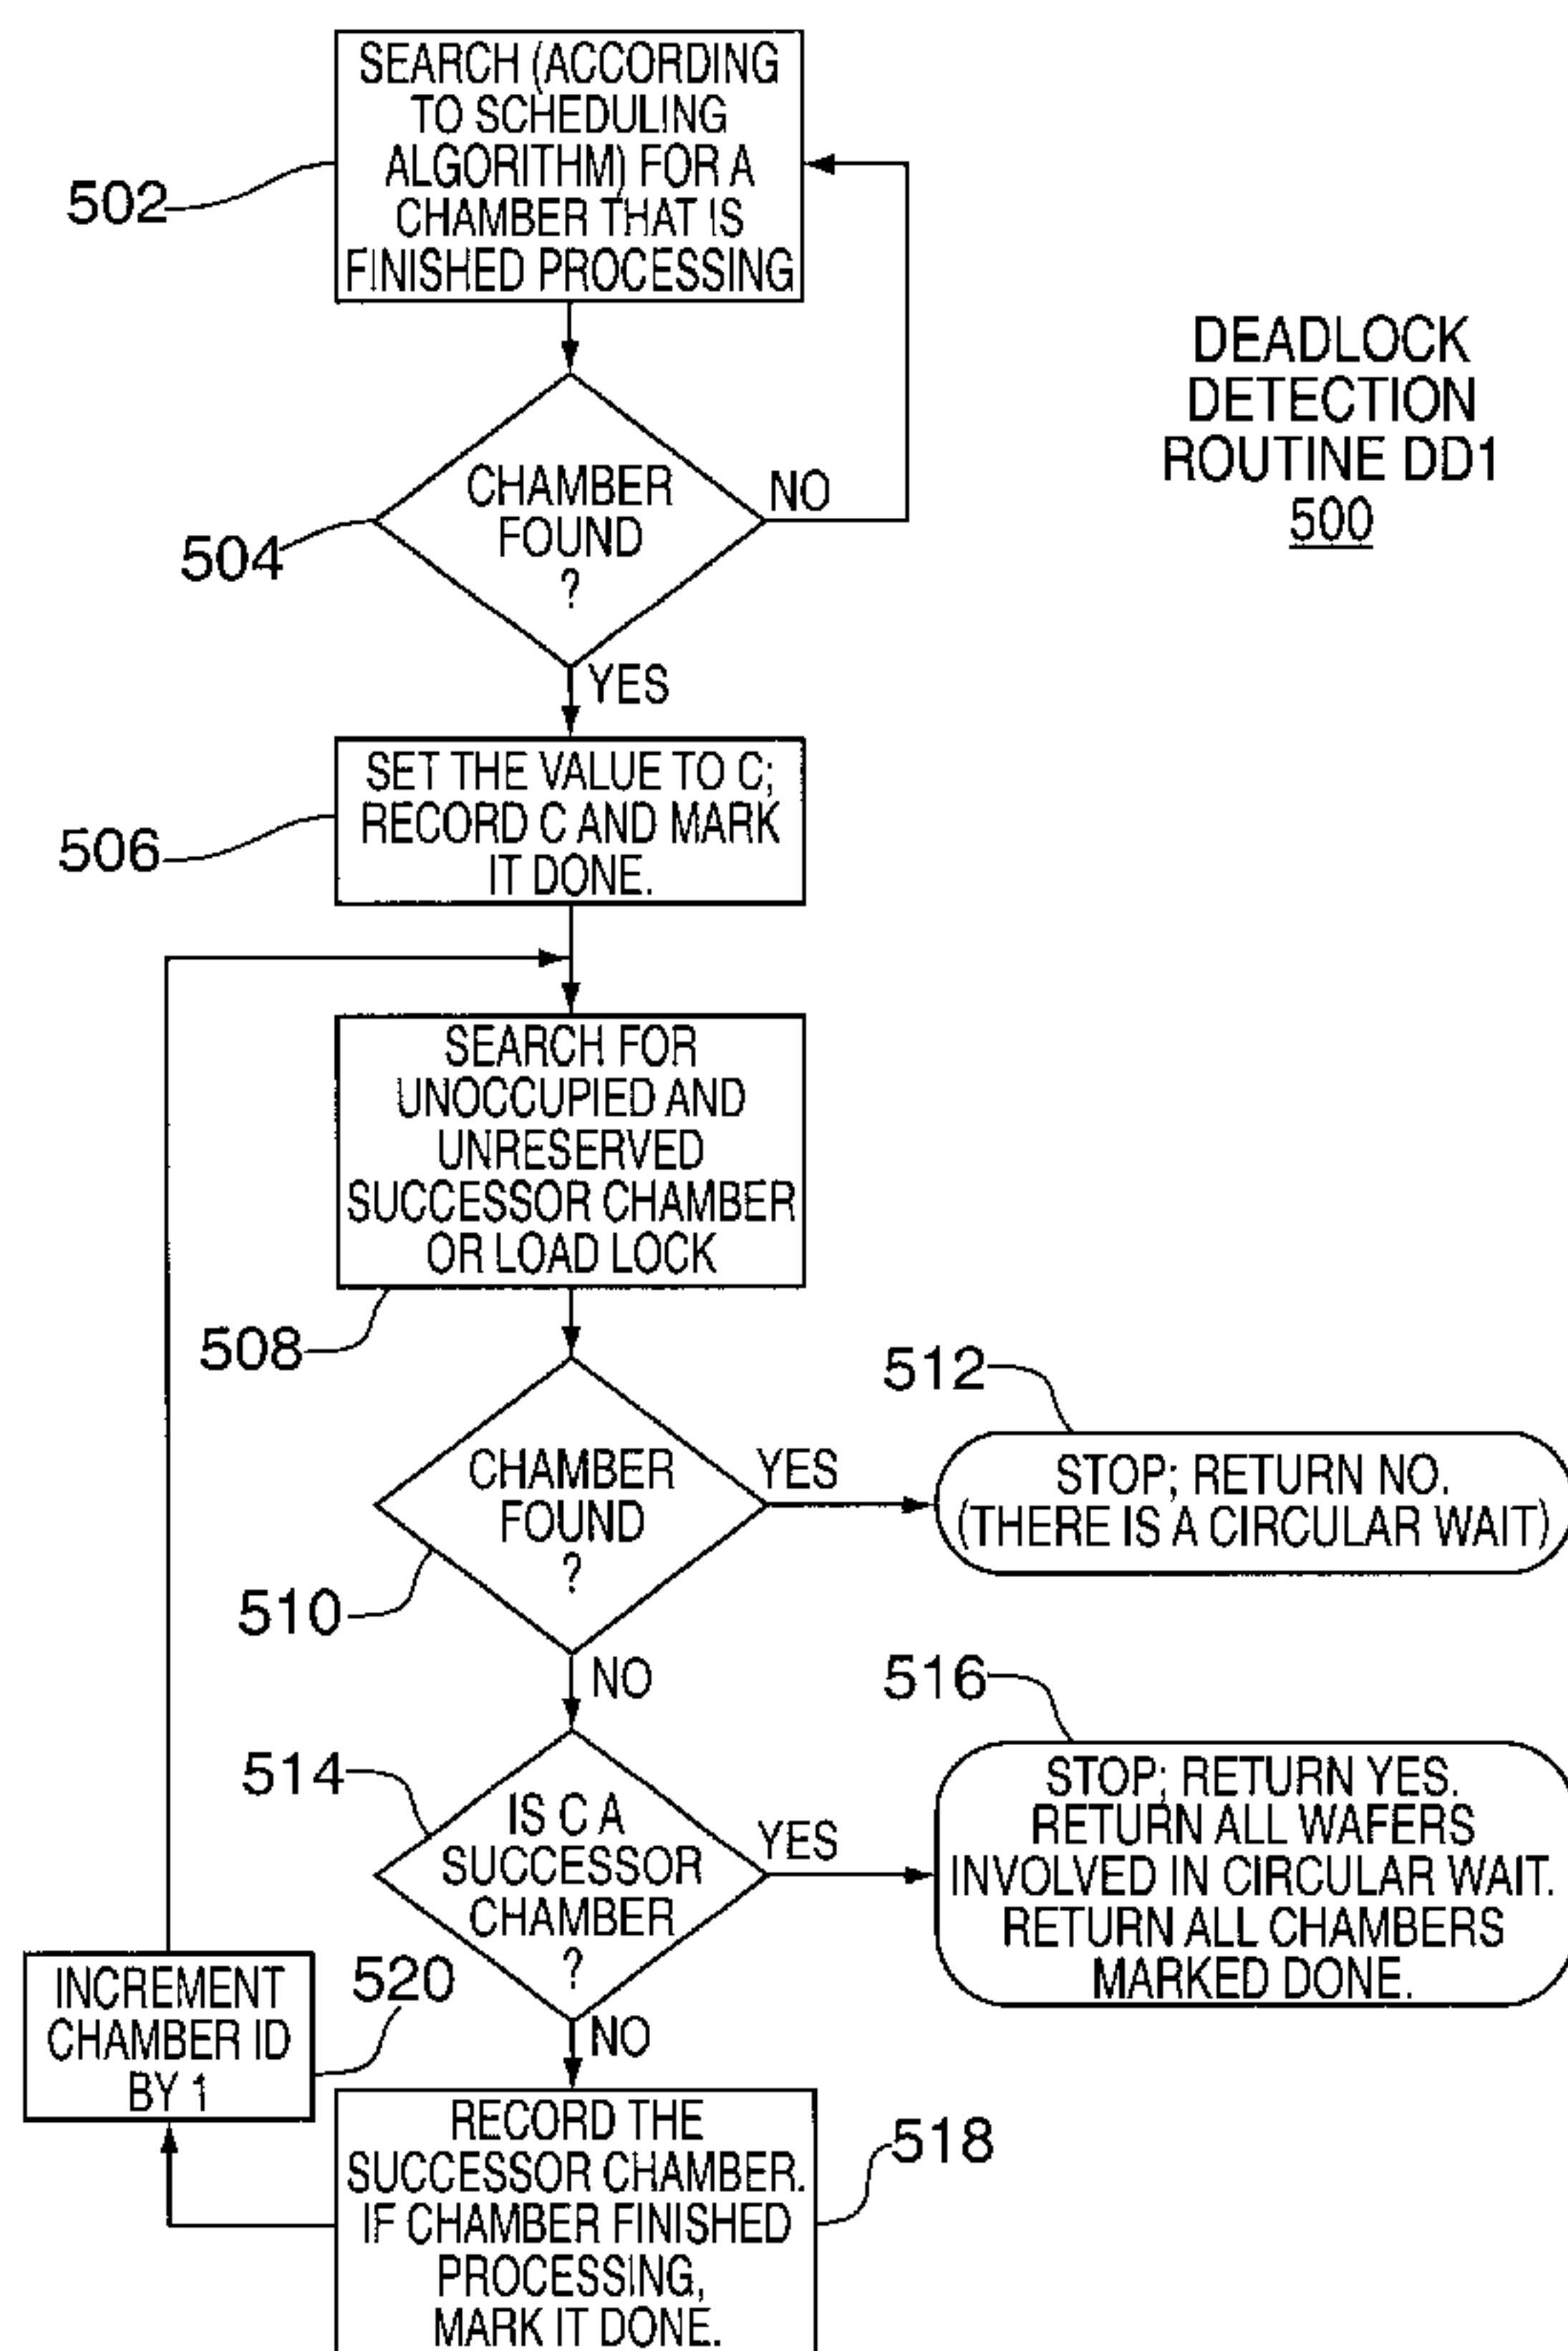 SEARCH (ACCORDING
TO SCHEDULING
ALGORITHM) FOR A
CHAMBER THAT IS
FINISHED PROCESSING
502
DEADLOCK
DETECTION
ROUTINE DD1
500
CHAMBER
FOUND
?
NO
504
YES
SET THE VALUE TO C;
RECORD C AND MARK
IT DONE.
506
SEARCH FOR
UNOCCUPIED AND
UNRESERVED
SUCCESSOR CHAMBER
OR LOAD LOCK
508
512
CHAMBER
FOUND
?
YES
STOP; RETURN NO.
(THERE IS A CIRCULAR WAIT)
510
NO
516
514
IS C A
SUCCESSOR
CHAMBER
?
YES
STOP; RETURN YES.
RETURN ALL WAFERS
INVOLVED IN CIRCULAR WAIT.
RETURN ALL CHAMBERS
MARKED DONE.
INCREMENT
CHAMBER ID
BY 1
520
NO
RECORD THE
SUCCESSOR CHAMBER.
IF CHAMBER FINISHED
PROCESSING,
MARK IT DONE.
518